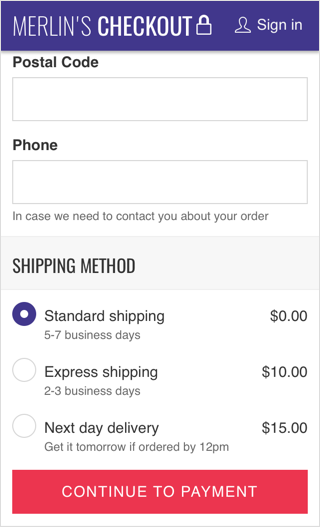 MERLIN'S CHECKOUT Sign in
Postal Code
Phone
In case we need to contact you about your order
SHIPPING METHOD
Standard shipping $0.00
5-7 business days
Express shipping $10.00
2-3 business days
Next day delivery $15.00
Get it tomorrow if ordered by 12pm
CONTINUE TO PAYMENT